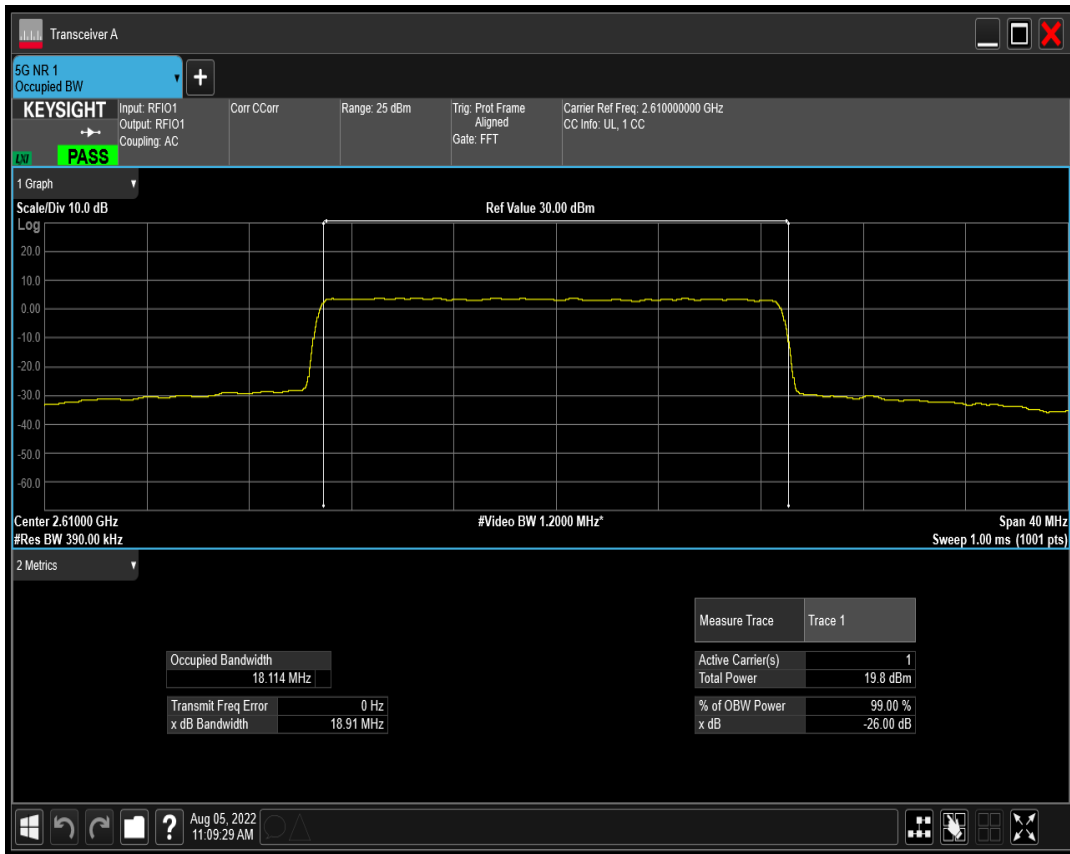 Transceiver A
5G NR 1
Occupied BW
+
KEYSIGHT
LXI
PASS
Input: RFIO1
Output: RFIO1
Coupling: AC
Corr CCorr
Range: 25 dBm
Trig: Prot Frame
Aligned
Gate: FFT
Carrier Ref Freq: 2.610000000 GHz
CC Info: UL, 1 CC
1 Graph
Scale/Div 10.0 dB
Ref Value 30.00 dBm
Log
20.0
10.0
0.00
-10.0
-20.0
-30.0
-40.0
-50.0
-60.0
Center 2.61000 GHz
#Video BW 1.2000 MHz*
Span 40 MHz
#Res BW 390.00 kHz
Sweep 1.00 ms (1001 pts)
2 Metrics
Measure Trace Trace 1
Occupied Bandwidth
18.114 MHz
Active Carrier(s) 1
Total Power 19.8 dBm
Transmit Freq Error 0 Hz
x dB Bandwidth 18.91 MHz
% of OBW Power 99.00 %
x dB -26.00 dB
?
Aug 05, 2022
11:09:29 AM